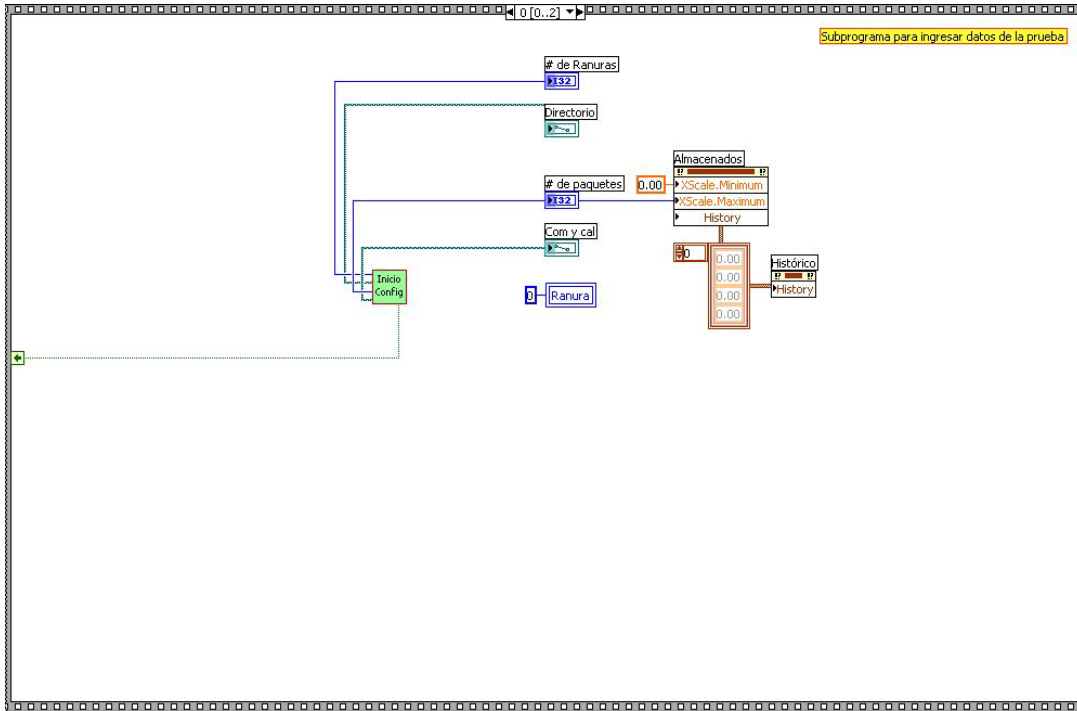 0 [0..2]
Subprograma para ingresar datos de la prueba
# de Ranuras
I32
Directorio
Almacenados
# de paquetes
0.00
XScale.Minimum
I32
XScale.Maximum
History
Com y cal
0
0.00
Histórico
Inicio
Config
0.00
History
0
Ranura
0.00
0.00